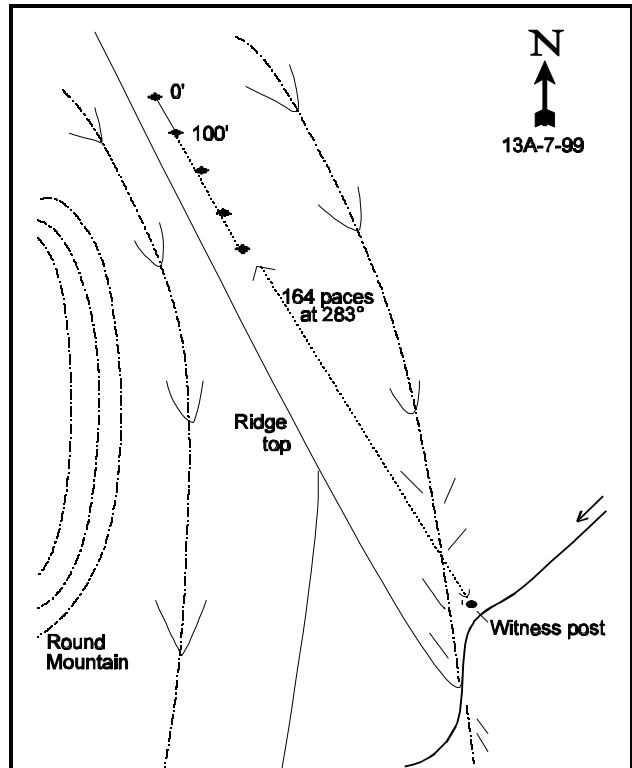 N
13A-7-99
0'
100'
164 paces
at 283°
Ridge
top
Witness post
Round
Mountain